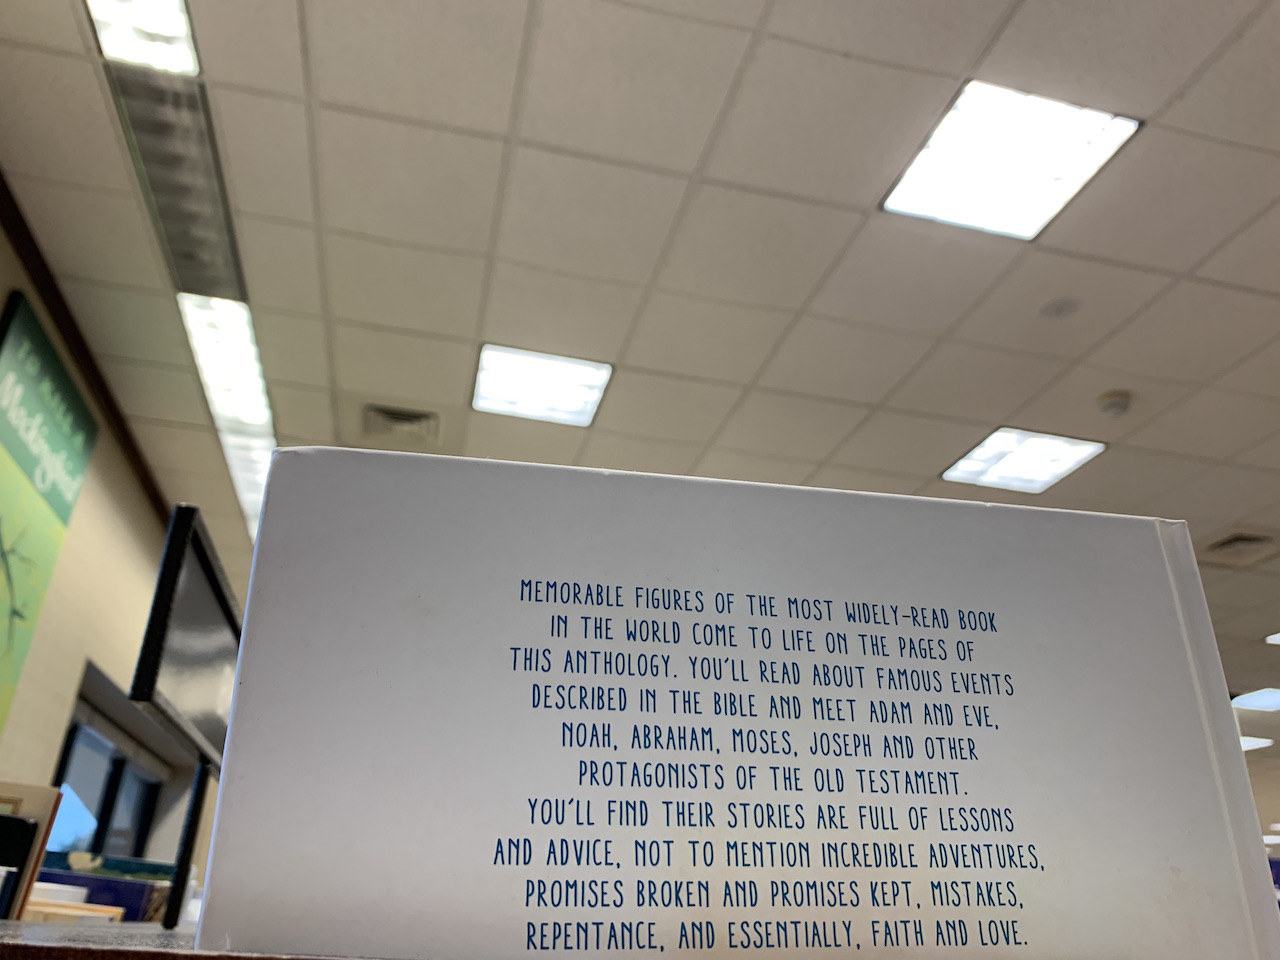 TO KILL A
Mockingbird
MEMORABLE FIGURES OF THE MOST WIDELY-READ BOOK
IN THE WORLD COME TO LIFE ON THE PAGES OF
THIS ANTHOLOGY. YOU'LL READ ABOUT FAMOUS EVENTS
DESCRIBED IN THE BIBLE AND MEET ADAM AND EVE,
NOAH, ABRAHAM, MOSES, JOSEPH AND OTHER
PROTAGONISTS OF THE OLD TESTAMENT.
YOU'LL FIND THEIR STORIES ARE FULL OF LESSONS
AND ADVICE, NOT TO MENTION INCREDIBLE ADVENTURES,
PROMISES BROKEN AND PROMISES KEPT, MISTAKES,
REPENTANCE, AND ESSENTIALLY, FAITH AND LOVE.